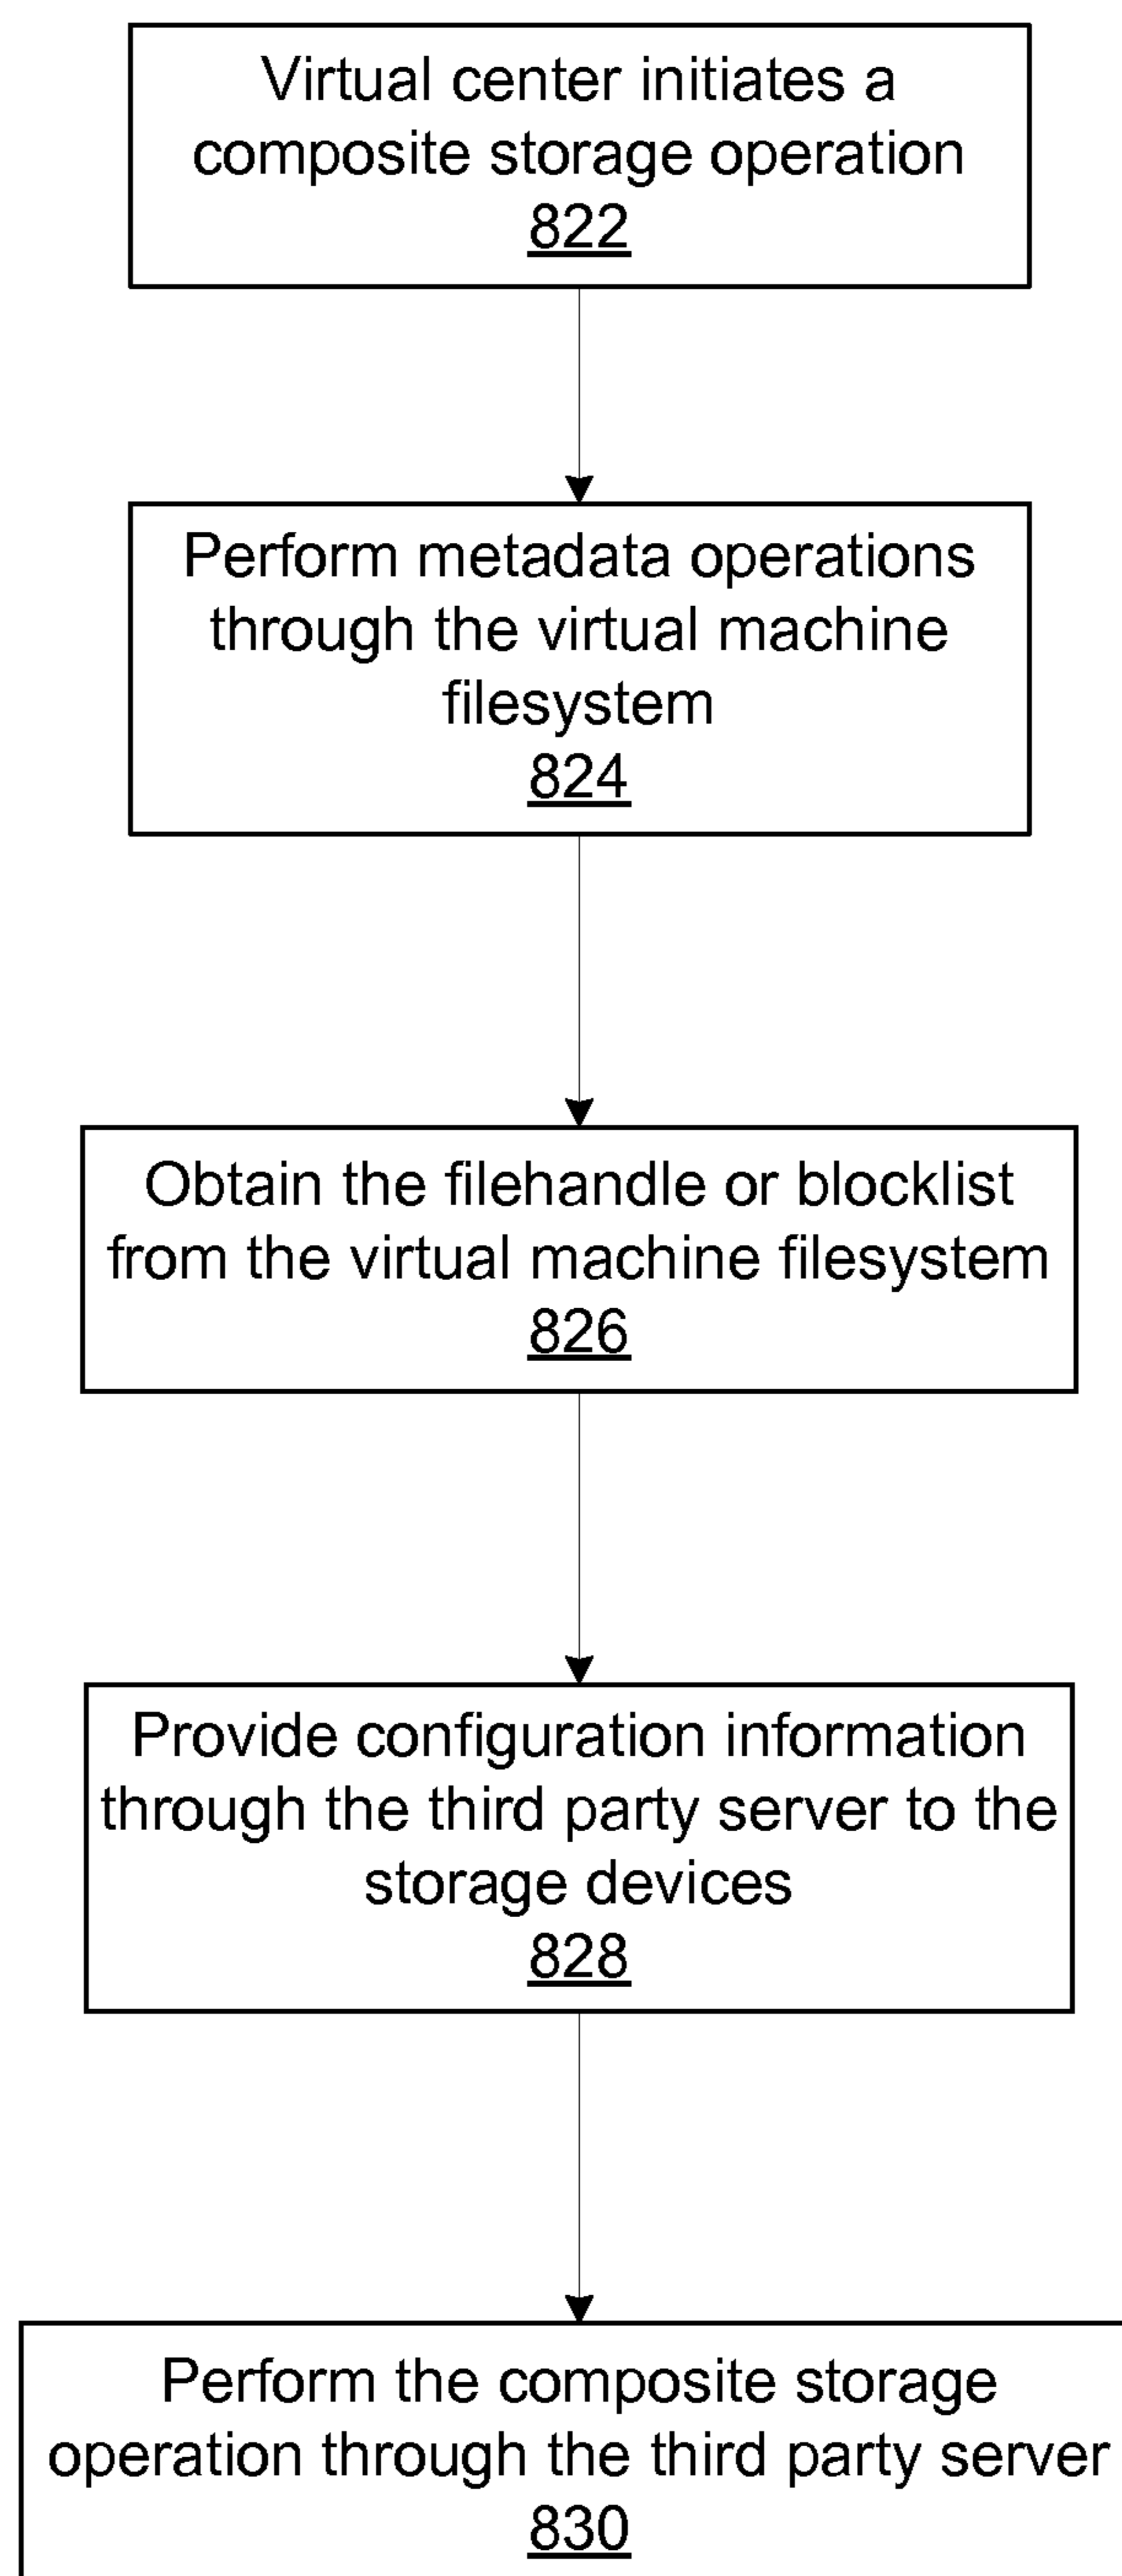 Virtual center initiates a
composite storage operation
822
Perform metadata operations
through the virtual machine
filesystem
824
Obtain the filehandle or blocklist
from the virtual machine filesystem
826
Provide configuration information
through the third party server to the
storage devices
828
Perform the composite storage
operation through the third party server
830